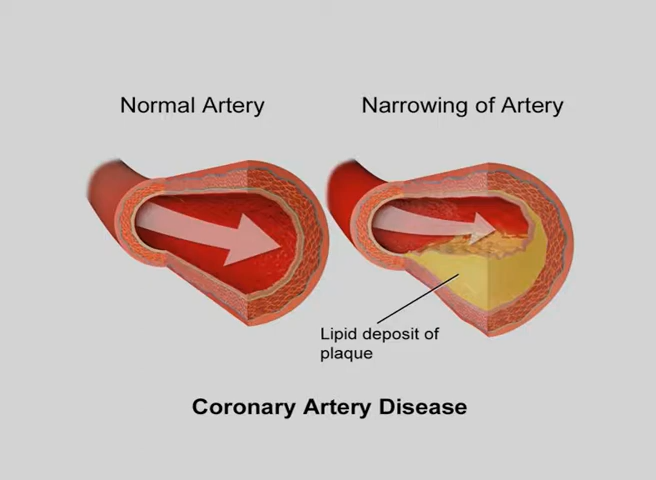 Normal Artery
Narrowing of Artery
Lipid deposit of
plaque
Coronary Artery Disease